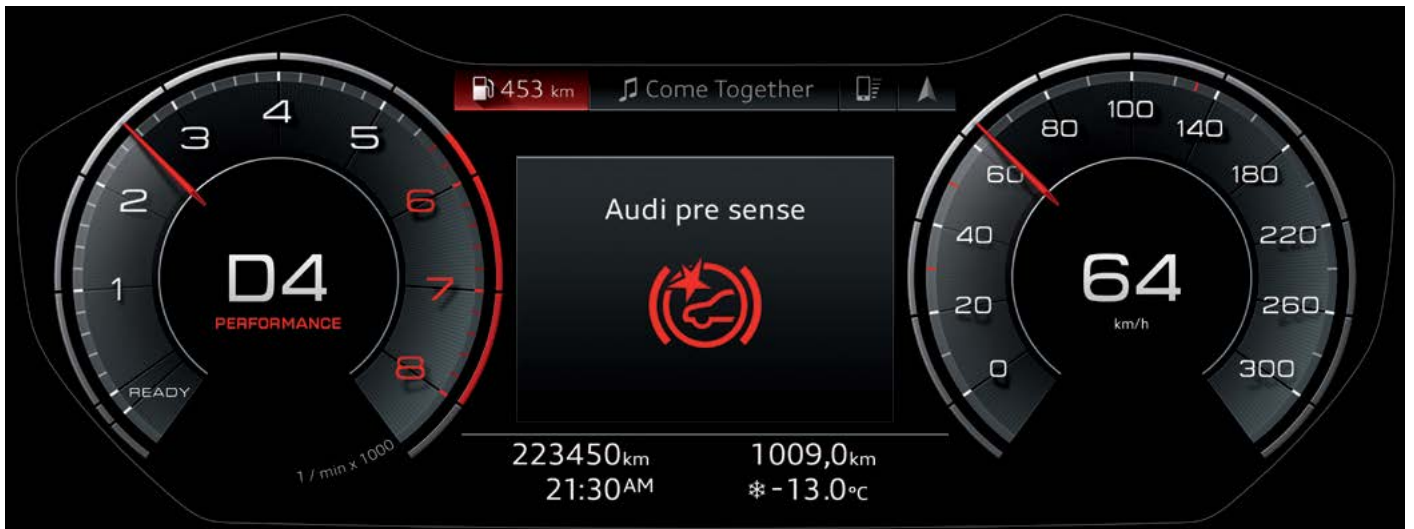 453 km
Come Together
1
2
3
4
5
6
7
8
READY
1 / min x 1000
D4
PERFORMANCE
Audi pre sense
223450km 1009,0km
21:30AM -13.0°C
0
20
40
60
80
100
140
180
220
260
300
64
km/h